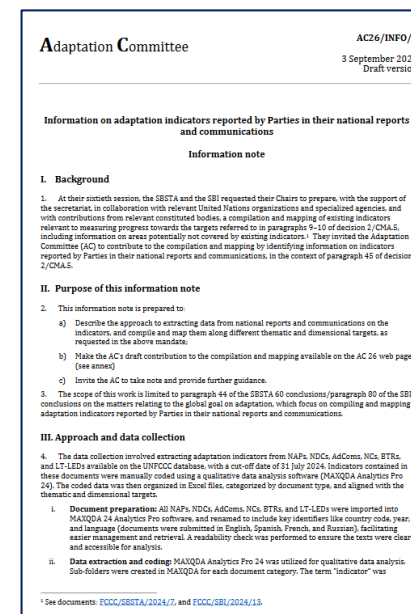 Adaptation Committee
AC26/INFO/
3 September 202
Draft versio
Information on adaptation indicators reported by Parties in their national reports
and communications
Information note
I. Background
1. At their sixtieth session, the SBSTA and the SBI requested their Chairs to prepare, with the support of
the secretariat, in collaboration with relevant United Nations organizations and specialized agencies, and
with contributions from relevant constituted bodies, a compilation and mapping of existing indicators
relevant to measuring progress towards the targets referred to in paragraphs 9–10 of decision 2/CMA.5,
including information on areas potentially not covered by existing indicators.¹ They invited the Adaptation
Committee (AC) to contribute to the compilation and mapping by identifying information on indicators
reported by Parties in their national reports and communications, in the context of paragraph 45 of decision
2/CMA.5.
II. Purpose of this information note
2. This information note is prepared to:
a) Describe the approach to extracting data from national reports and communications on the
indicators, and compile and map them along different thematic and dimensional targets, as
requested in the above mandate;
b) Make the AC's draft contribution to the compilation and mapping available on the AC 26 web page
(see annex)
c) Invite the AC to take note and provide further guidance.
3. The scope of this work is limited to paragraph 44 of the SBSTA 60 conclusions/paragraph 80 of the SBI
conclusions on the matters relating to the global goal on adaptation, which focus on compiling and mapping
adaptation indicators reported by Parties in their national reports and communications.
III. Approach and data collection
4. The data collection involved extracting adaptation indicators from NAPs, NDCs, AdComs, NCs, BTRs,
and LT-LEDs available on the UNFCCC database, with a cut-off date of 31 July 2024. Indicators contained in
these documents were manually coded using a qualitative data analysis software (MAXQDA Analytics Pro
24). The coded data was then organized in Excel files, categorized by document type, and aligned with the
thematic and dimensional targets.
i. Document preparation: All NAPs, NDCs, AdComs, NCs, BTRs, and LT-LEDs were imported into
MAXQDA 24 Analytics Pro software, and renamed to include key identifiers like country code, year,
and language (documents were submitted in English, Spanish, French, and Russian), facilitating
easier management and retrieval. A readability check was performed to ensure the texts were clear
and accessible for analysis.
ii. Data extraction and coding: MAXQDA Analytics Pro 24 was utilized for qualitative data analysis.
Sub-folders were created in MAXQDA for each document category. The term "indicator" was
¹ See documents: FCCC/SBSTA/2024/7, and FCCC/SBI/2024/13.